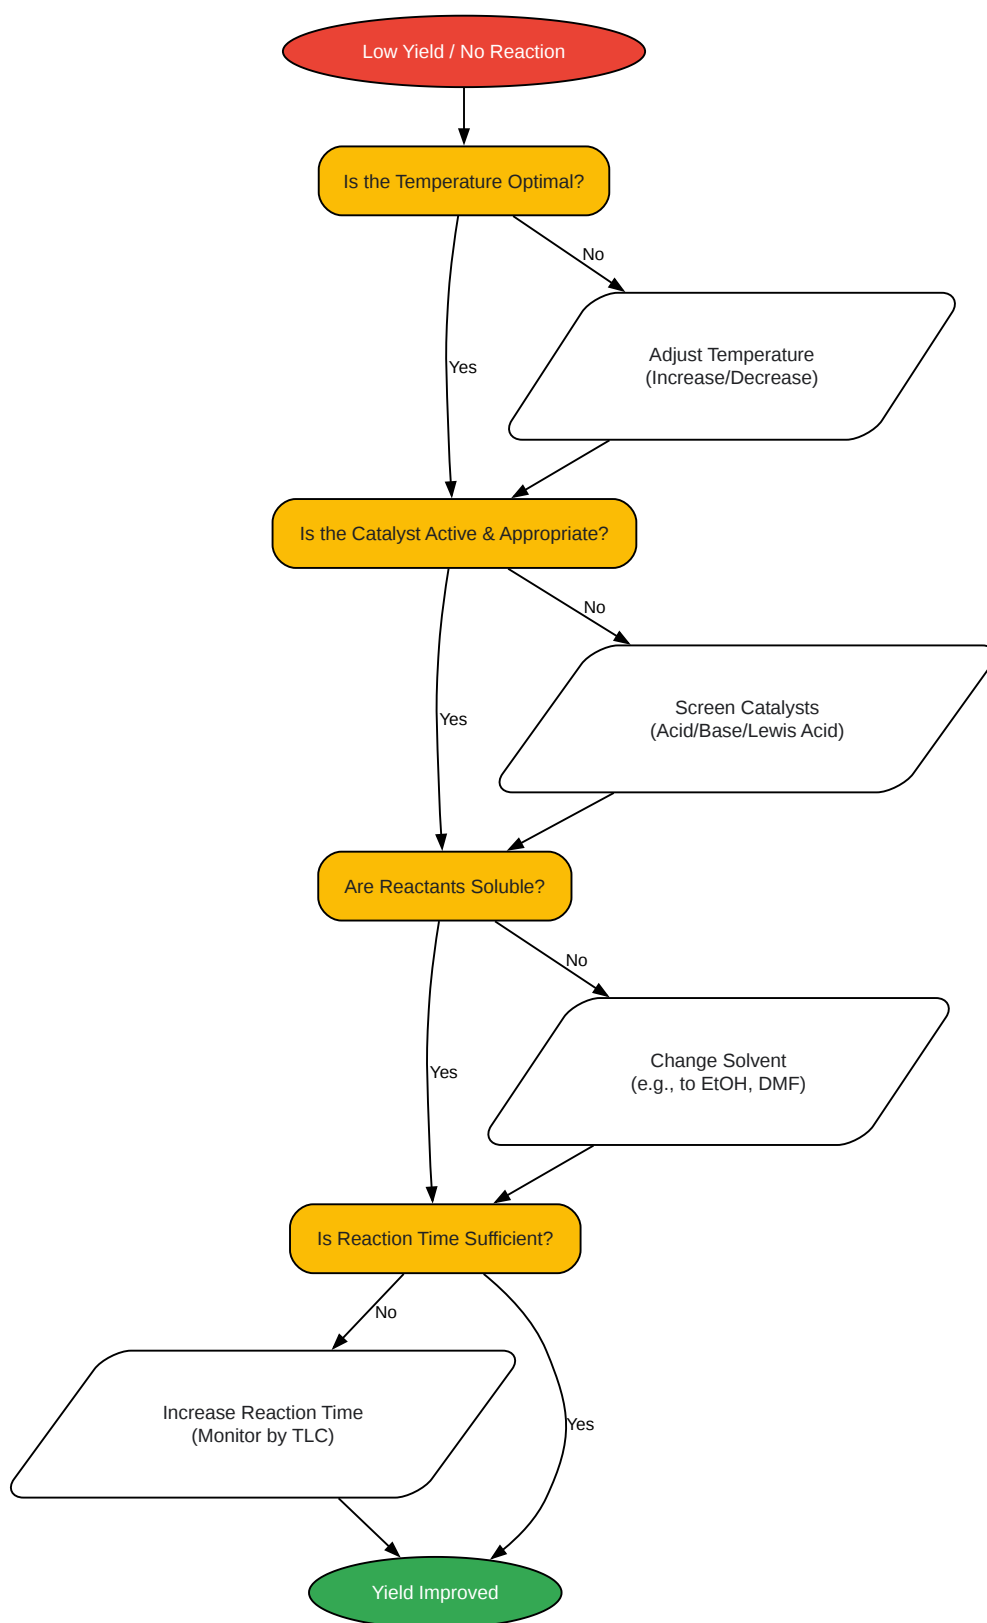 Low Yield / No Reaction
Is the Temperature Optimal?
No
Adjust Temperature
(Increase/Decrease)
Yes
Is the Catalyst Active & Appropriate?
No
Screen Catalysts
(Acid/Base/Lewis Acid)
Yes
Are Reactants Soluble?
No
Change Solvent
(e.g., to EtOH, DMF)
Yes
Is Reaction Time Sufficient?
No
Increase Reaction Time
(Monitor by TLC)
Yes
Yield Improved